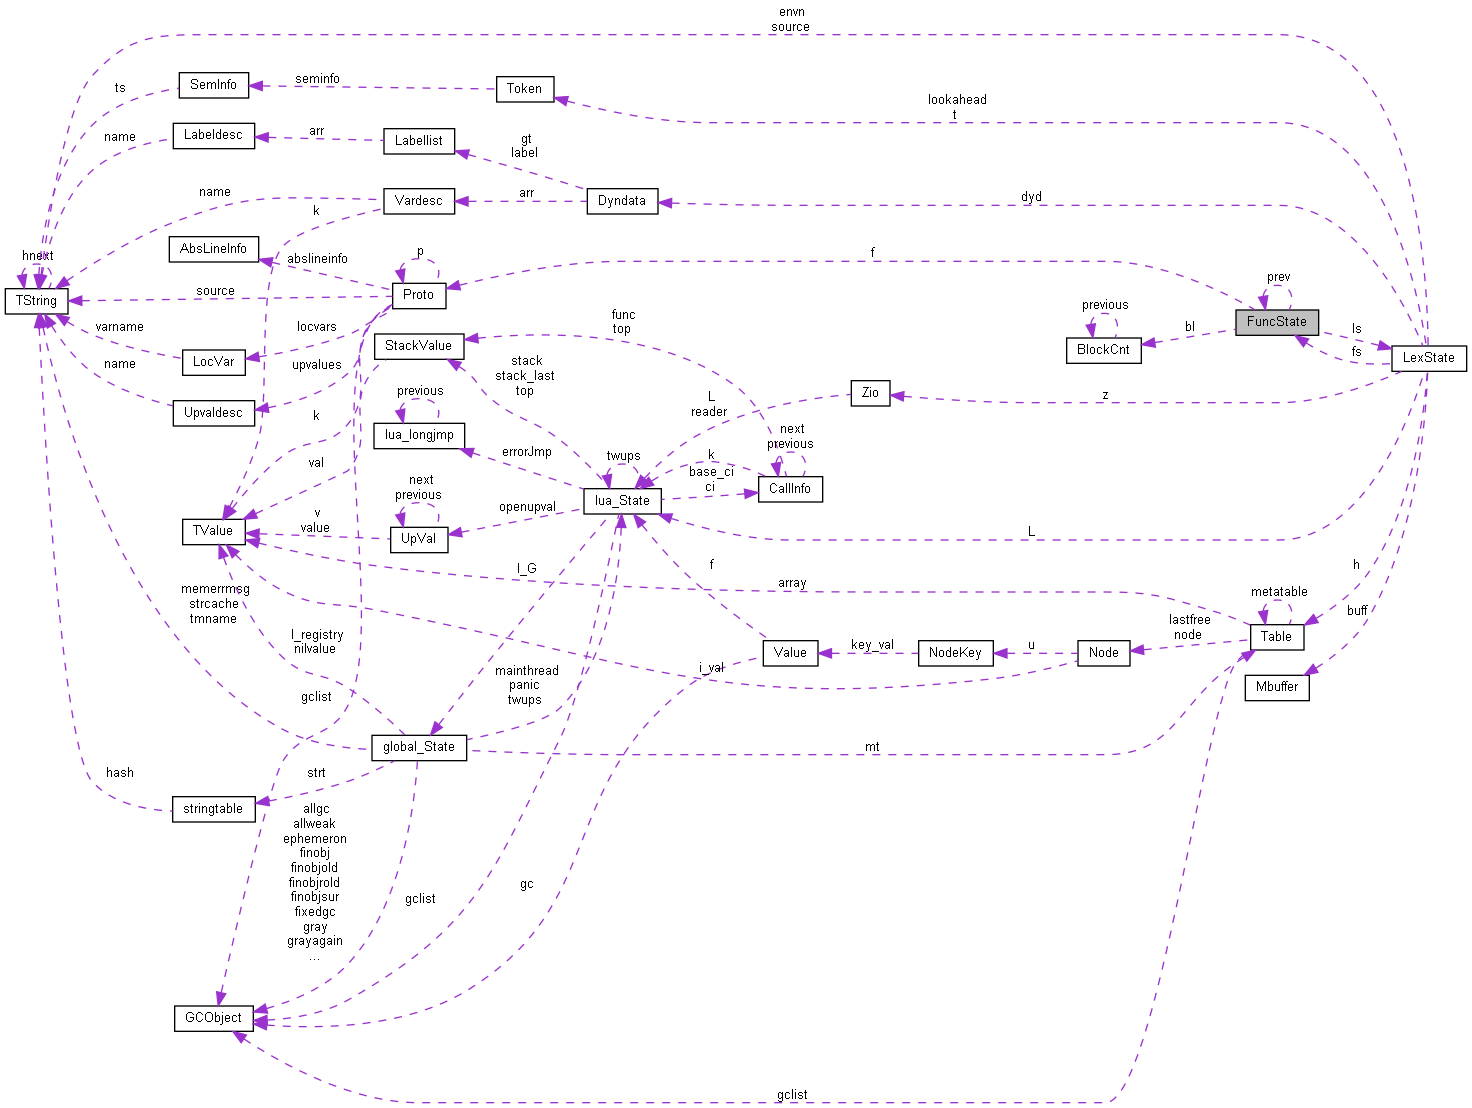 envn
source
SemInfo
seminfo
Token
ts
lookahead
t
Labeldesc
arr
Labellist
name
gt
label
name
Vardesc
arr
Dyndata
dyd
k
AbsLineInfo
hnext
abslineinfo
p
f
prev
TString
source
Proto
FuncState
varname
locvars
func
top
previous
bl
ls
StackValue
BlockCnt
fs
LexState
LocVar
name
upvalues
stack
stack_last
top
Upvaldesc
previous
L
reader
Zio
z
k
lua_longjmp
next
previous
errorJmp
twups
k
base_ci
ci
val
next
previous
CallInfo
openupval
lua_State
v
value
TValue
UpVal
L
l_G
f
array
h
memerrmsg
strcache
tmname
metatable
buff
l_registry
nilvalue
lastfree
node
Table
key_val
u
Value
NodeKey
Node
mainthread
panic
twups
i_val
Mbuffer
gclist
global_State
mt
hash
strt
stringtable
allgc
allweak
ephemeron
finobj
finobjold
finobjrold
finobjsur
fixedgc
gray
grayagain
...
gclist
gc
GCObject
gclist